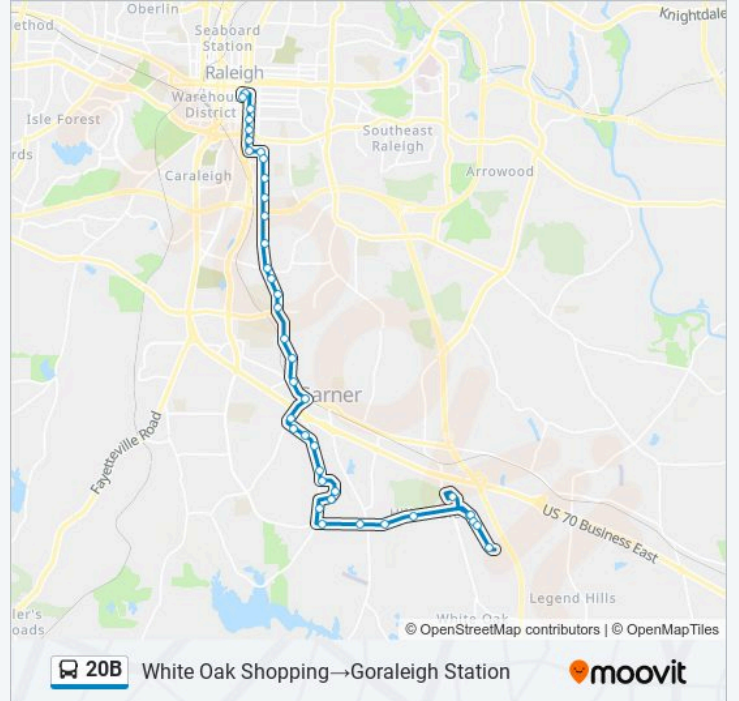 Oberlin
Knightdale
ethod
Seaboard
Station
Raleigh
Warehou
District
Isle Forest
Southeast
Raleigh
rds
Caraleigh
Arrowood
Garner
Fayetteville Road
US 70 Business East
Legend Hills
White Oak
ler's
oads
© OpenStreetMap contributors | © OpenMapTiles
20B White Oak Shopping→Goraleigh Station
moovit